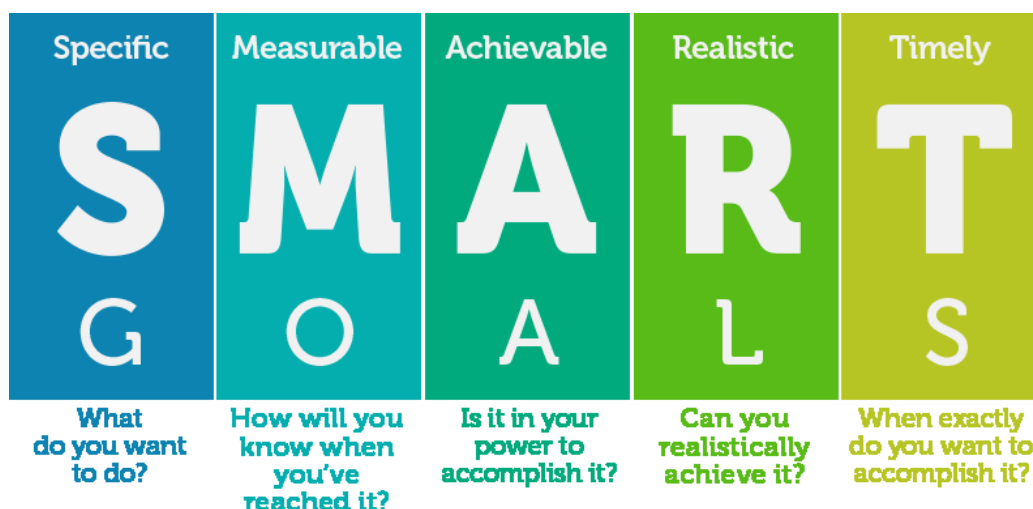 Specific Measurable Achievable Realistic Timely
S M A R T
G O A L S
What
do you want
to do?
How will you
know when
you've
reached it?
Is it in your
power to
accomplish it?
Can you
realistically
achieve it?
When exactly
do you want to
accomplish it?